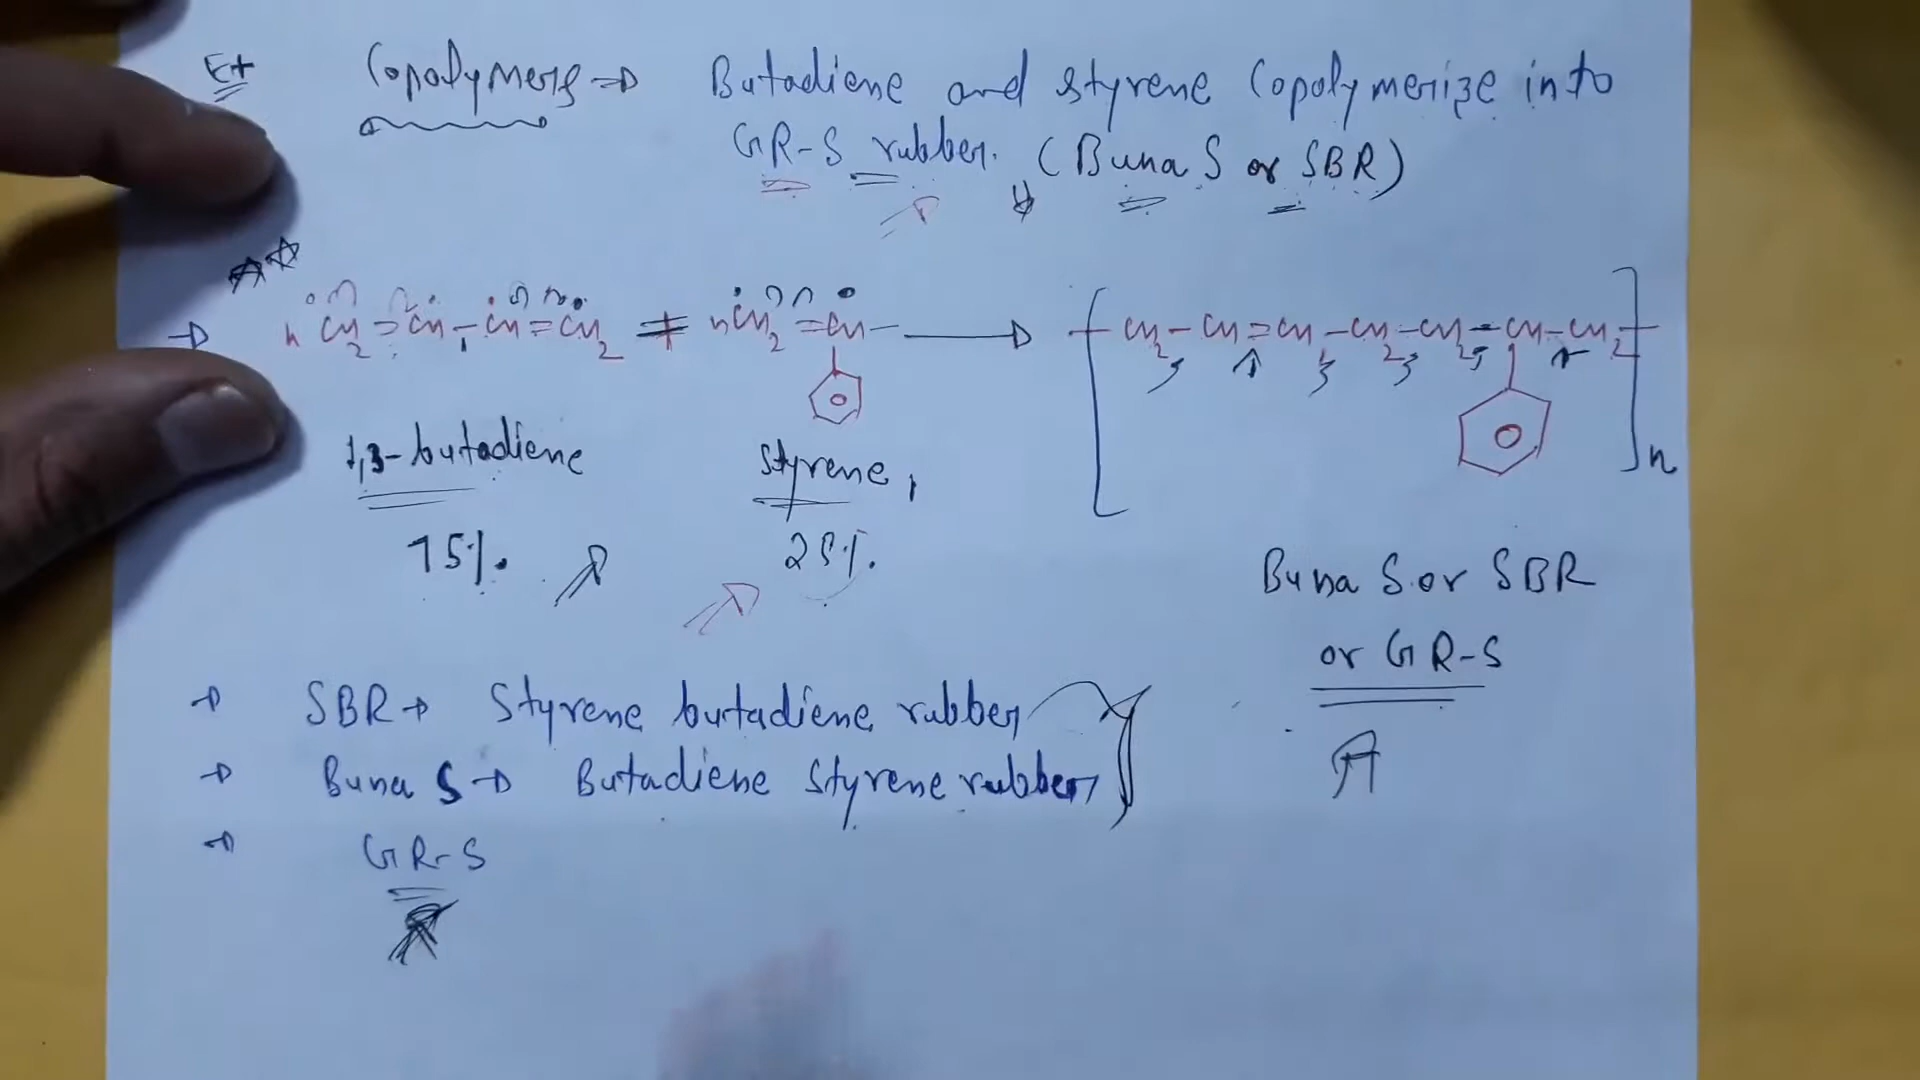 Ex Copolymers → Butadiene and styrene Copolymerize into
GR-S rubber. (Buna S or SBR)
→ n CH2=CH-CH=CH2 + nCH2=CH- → [CH2-CH=CH-CH2-CH2-CH-CH2]n
1,3-butadiene styrene,
75%. 25%.
Buna S or SBR
or GR-S
→ SBR → Styrene butadiene rubber
→ Buna S → Butadiene Styrene rubber
→ GR-S